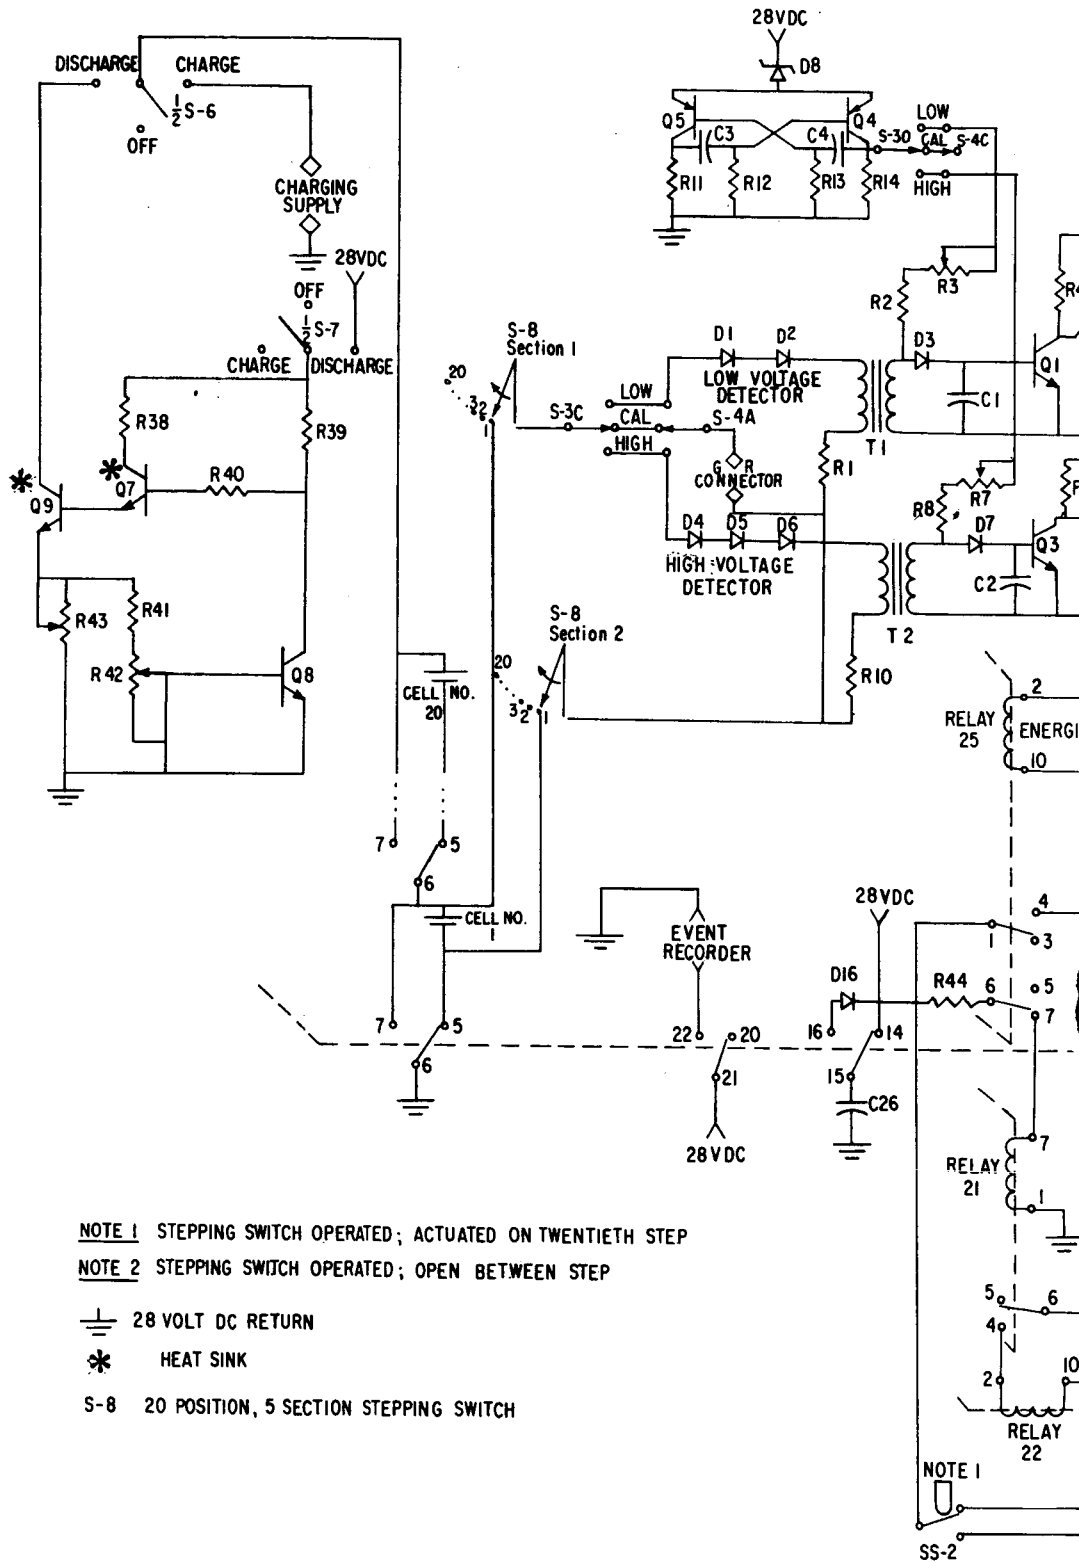 28VDC
D8
DISCHARGE
CHARGE
1/2 S-6
OFF
Q5
C3
C4
Q4
LOW
S-3D
CAL
S-4C
R11
R12
R13
R14
HIGH
CHARGING
SUPPLY
28VDC
OFF
1/2 S-7
CHARGE
DISCHARGE
R3
R2
S-8
Section 1
D1
D2
D3
Q1
20
3
2
1
LOW
LOW VOLTAGE
DETECTOR
C1
S-3C
CAL
S-4A
HIGH
T1
R38
R39
G
R
CONNECTOR
R1
R40
Q7
Q9
R7
R8
D7
D4
D5
D6
Q3
HIGH VOLTAGE
DETECTOR
C2
R41
R43
S-8
Section 2
T2
R42
Q8
CELL NO.
20
20
3
2
1
R10
RELAY
25
2
10
7
5
6
CELL NO.
1
EVENT
RECORDER
28VDC
4
1
3
D16
R44
6
5
7
7
5
6
22
20
16
14
21
15
C26
28VDC
7
RELAY
21
1
NOTE 1 STEPPING SWITCH OPERATED; ACTUATED ON TWENTIETH STEP
NOTE 2 STEPPING SWITCH OPERATED; OPEN BETWEEN STEP
28 VOLT DC RETURN
HEAT SINK
S-8 20 POSITION, 5 SECTION STEPPING SWITCH
5
6
4
2
10
RELAY
22
NOTE 1
SS-2